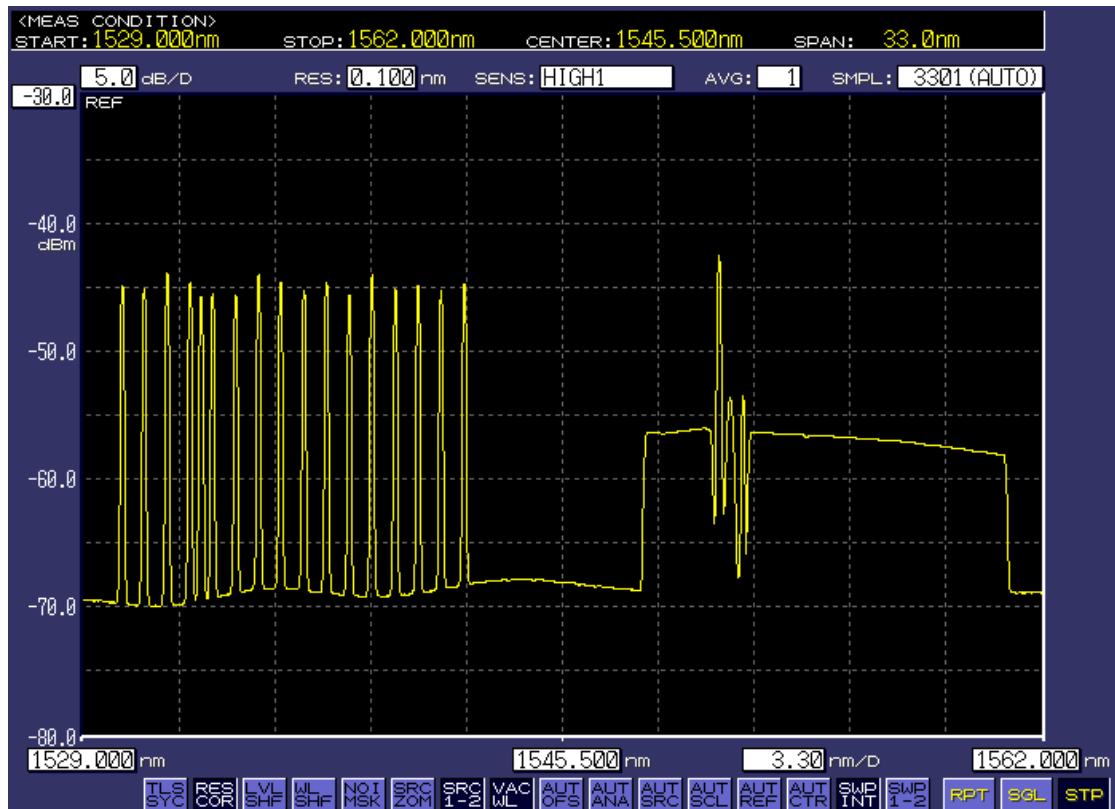 <MEAS CONDITION>
START:1529.000nm STOP:1562.000nm CENTER:1545.500nm SPAN: 33.0nm
5.0 dB/D RES: 0.100 nm SENS: HIGH1 AVG: 1 SMPL: 3301(AUTO)
-30.0 REF
-40.0
dBm
-50.0
-60.0
-70.0
-80.0
1529.000 nm 1545.500 nm 3.30 nm/D 1562.000 nm
TLS RES LVL WL NOI SRC SRC VAC AUT AUT AUT AUT AUT AUT SWP SWP RPT SGL STP
SYC COR SHF SHF MSK ZOM 1-2 WL OFS ANA SRC SCL REF CTR INT 1-2